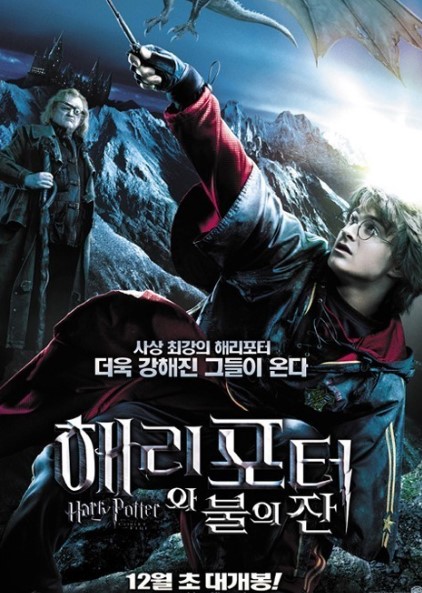 사상 최강의 해리포터
더욱 강해진 그들이 온다
해리포터
Harry Potter
와 불의 잔
12월 초 대개봉!